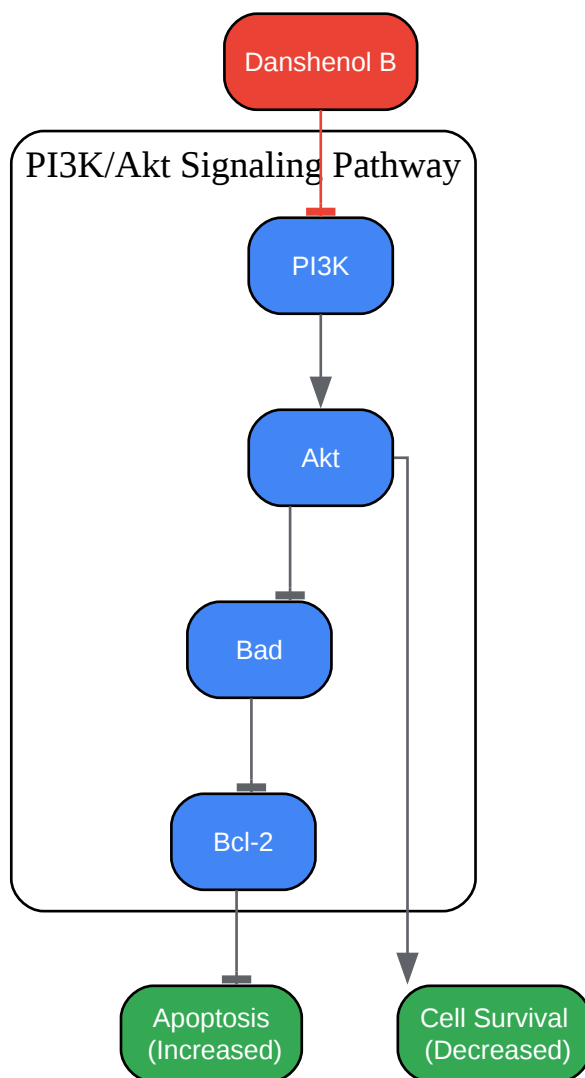 Danshenol B
PI3K/Akt Signaling Pathway
PI3K
Akt
Bad
Bcl-2
Apoptosis
(Increased)
Cell Survival
(Decreased)